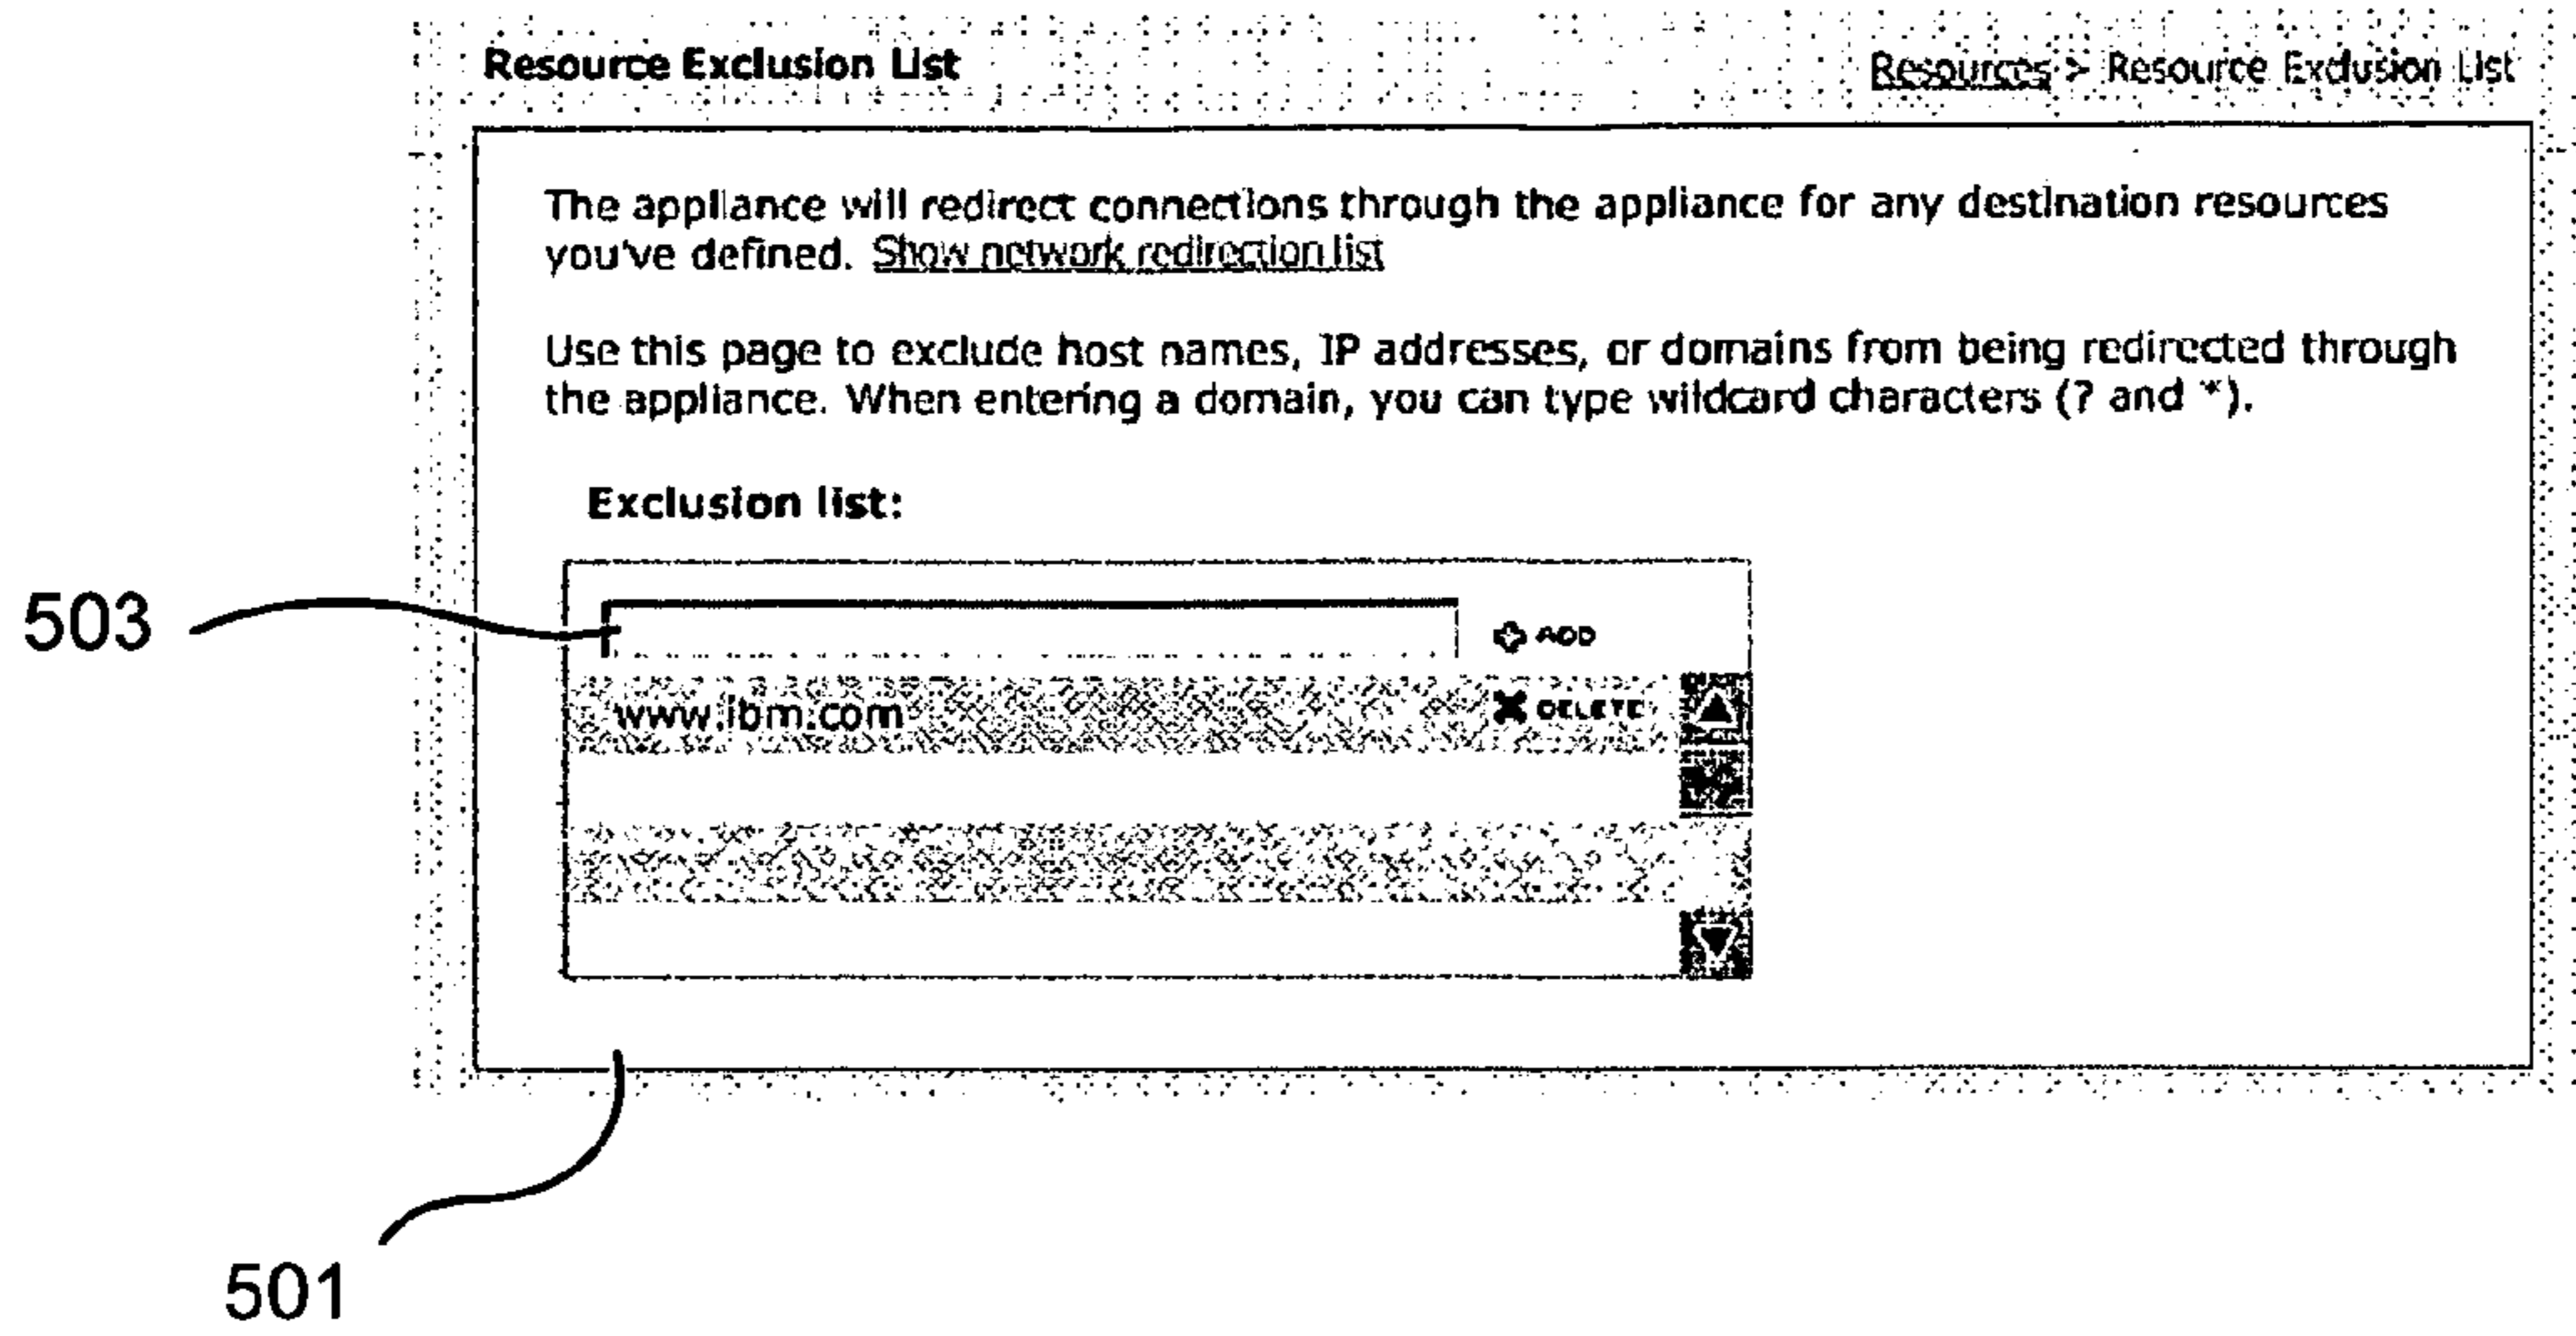 Resource Exclusion List
Resources > Resource Exclusion List
The appliance will redirect connections through the appliance for any destination resources
you've defined. Show network redirection list
Use this page to exclude host names, IP addresses, or domains from being redirected through
the appliance. When entering a domain, you can type wildcard characters (? and *).
Exclusion list:
503
ADD
www.ibm.com DELETE
501